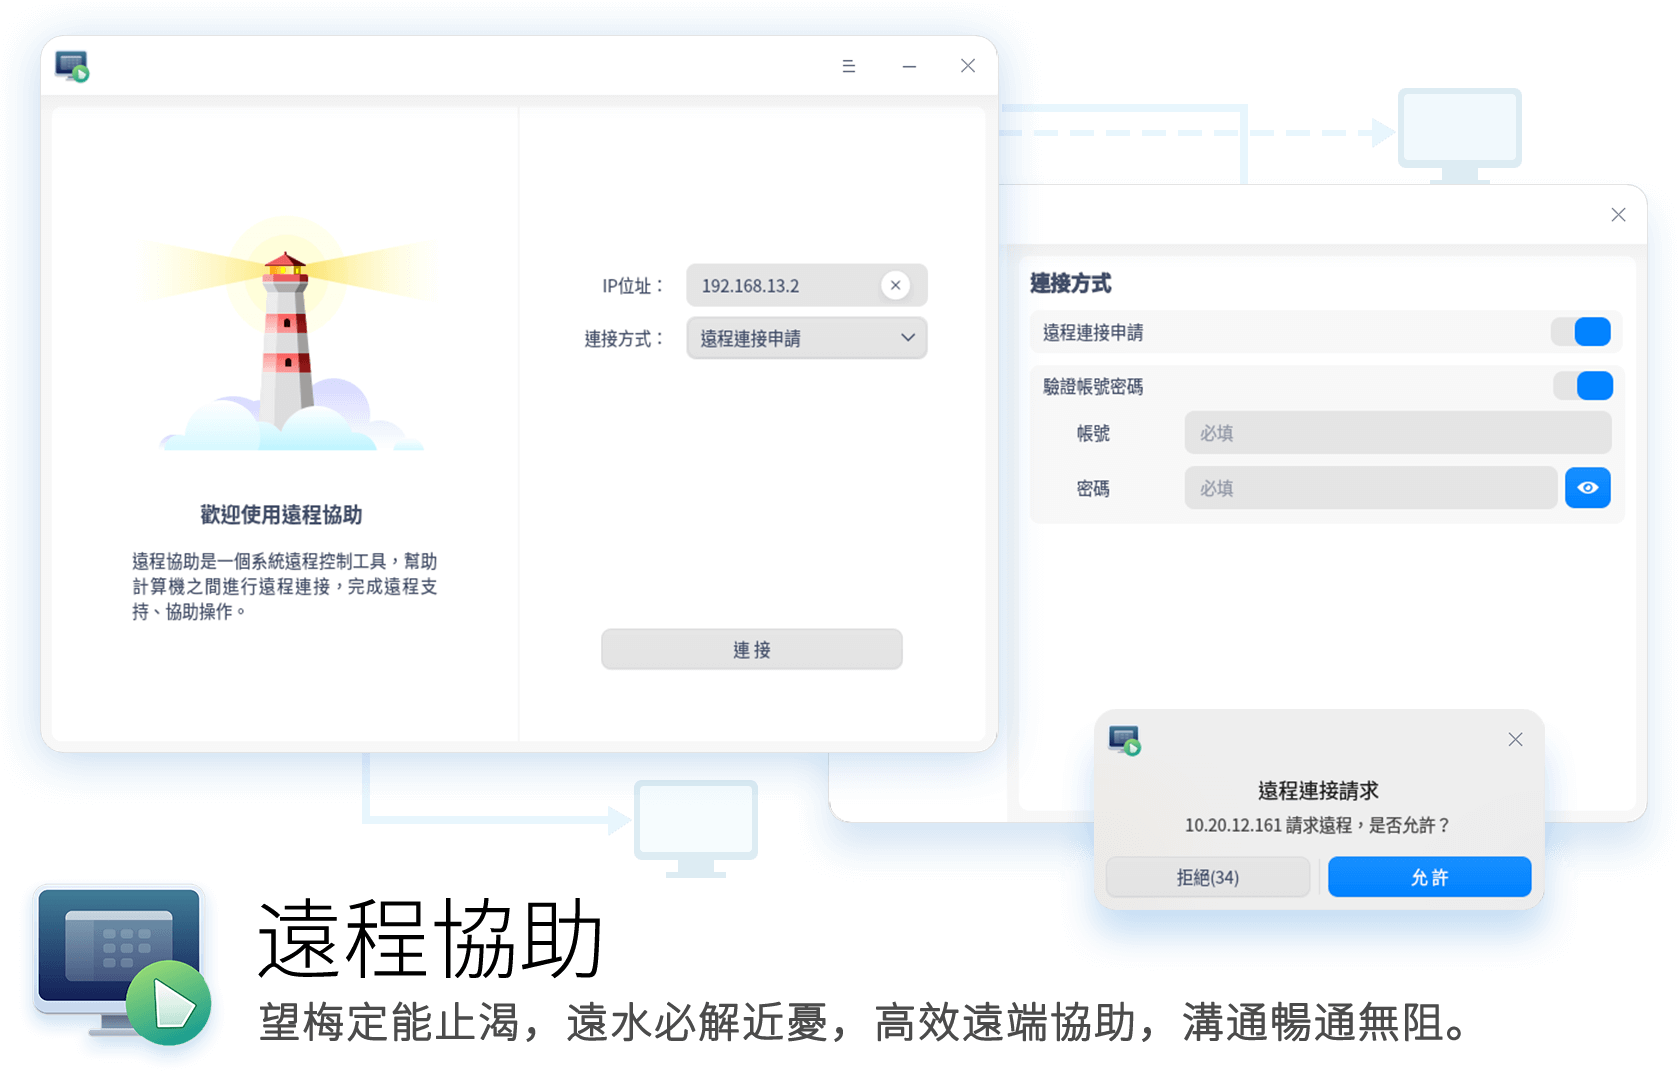 IP位址：
192.168.13.2
連接方式：
遠程連接申請
歡迎使用遠程協助
遠程協助是一個系統遠程控制工具，幫助
計算機之間進行遠程連接，完成遠程支
持、協助操作。
連接
連接方式
遠程連接申請
驗證帳號密碼
帳號
必填
密碼
必填
遠程連接請求
10.20.12.161 請求遠程，是否允許？
拒絕(34)
允許
遠程協助
望梅定能止渴，遠水必解近憂，高效遠端協助，溝通暢通無阻。